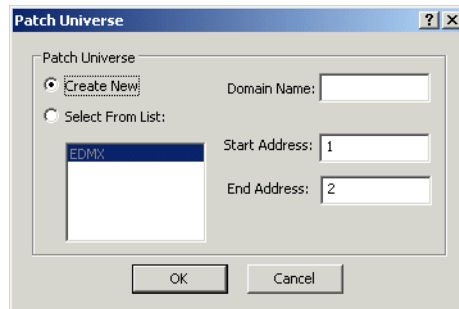 Patch Universe
Patch Universe
Create New
Domain Name:
Select From List:
EDMX
Start Address: 1
End Address: 2
OK
Cancel